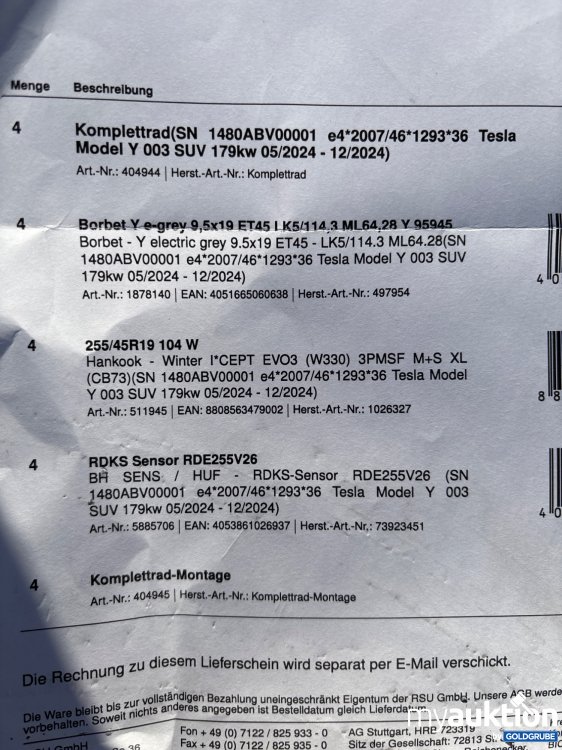 Menge Beschreibung
4 Komplettrad(SN 1480ABV00001 e4*2007/46*1293*36 Tesla
Model Y 003 SUV 179kw 05/2024 - 12/2024)
Art.-Nr.: 404944 | Herst.-Art.-Nr.: Komplettrad
4 Borbet Y e-grey 9,5x19 ET45 LK5/114,3 ML64,28 Y 95945
Borbet - Y electric grey 9.5x19 ET45 - LK5/114.3 ML64.28(SN
1480ABV00001 e4*2007/46*1293*36 Tesla Model Y 003 SUV
179kw 05/2024 - 12/2024)
Art.-Nr.: 1878140 | EAN: 4051665060638 | Herst.-Art.-Nr.: 497954
4 0
4 255/45R19 104 W
Hankook - Winter I*CEPT EVO3 (W330) 3PMSF M+S XL
(CB73)(SN 1480ABV00001 e4*2007/46*1293*36 Tesla Model
Y 003 SUV 179kw 05/2024 - 12/2024)
Art.-Nr.: 511945 | EAN: 8808563479002 | Herst.-Art.-Nr.: 1026327
8 8
4 RDKS Sensor RDE255V26
BH SENS / HUF - RDKS-Sensor RDE255V26 (SN
1480ABV00001 e4*2007/46*1293*36 Tesla Model Y 003
SUV 179kw 05/2024 - 12/2024)
Art.-Nr.: 5885706 | EAN: 4053861026937 | Herst.-Art.-Nr.: 73923451
4 0
4 Komplettrad-Montage
Art.-Nr.: 404945 | Herst.-Art.-Nr.: Komplettrad-Montage
Die Rechnung zu diesem Lieferschein wird separat per E-Mail verschickt.
Die Ware bleibt bis zur vollständigen Bezahlung uneingeschränkt Eigentum der RSU GmbH. Unsere AGB werde
vorbehalten. Soweit nichts anderes angegeben ist Bestelldatum gleich Lieferdatum
GmbH Fon + 49 (0) 7122 / 825 933 - 0 AG Stuttgart, HRE 723319
36 Fax + 49 (0) 7122 / 825 Sitz der Gesellschaft: 72813 St.
myauktion
GOLDGRUBE